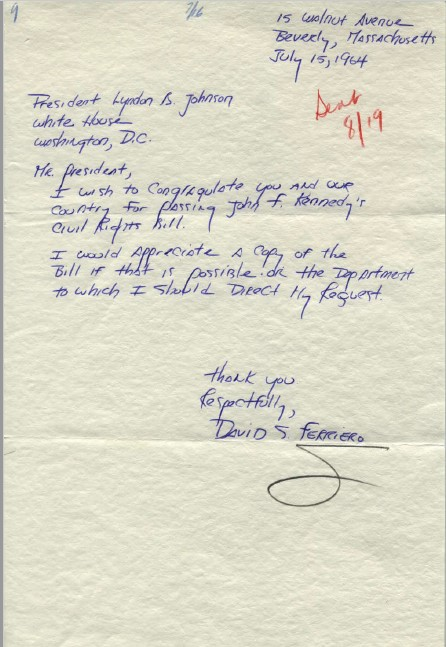 9
7/16
15 Walnut Avenue
Beverly, Massachusetts
July 15, 1964
Sent
8/19
President Lyndon B Johnson
White House
Washington, D.C.
Mr. President,
I wish to Congragulate you and our
Country for passing John F. Kennedy's
Civil Rights Bill.
I would appreciate a copy of the
Bill if that is possible or the Department
to which I should Direct My Request.
Thank you
Respectfully,
David S. Ferriero